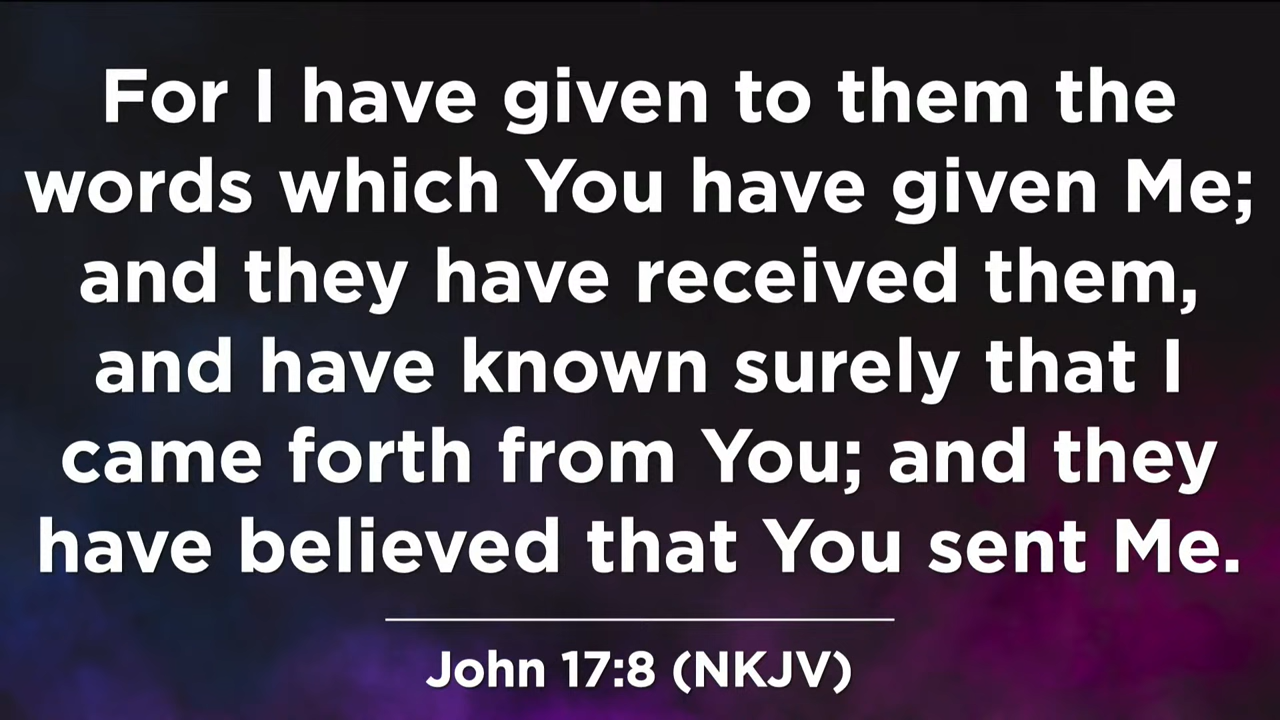 For I have given to them the
words which You have given Me;
and they have received them,
and have known surely that I
came forth from You; and they
have believed that You sent Me.
John 17:8 (NKJV)